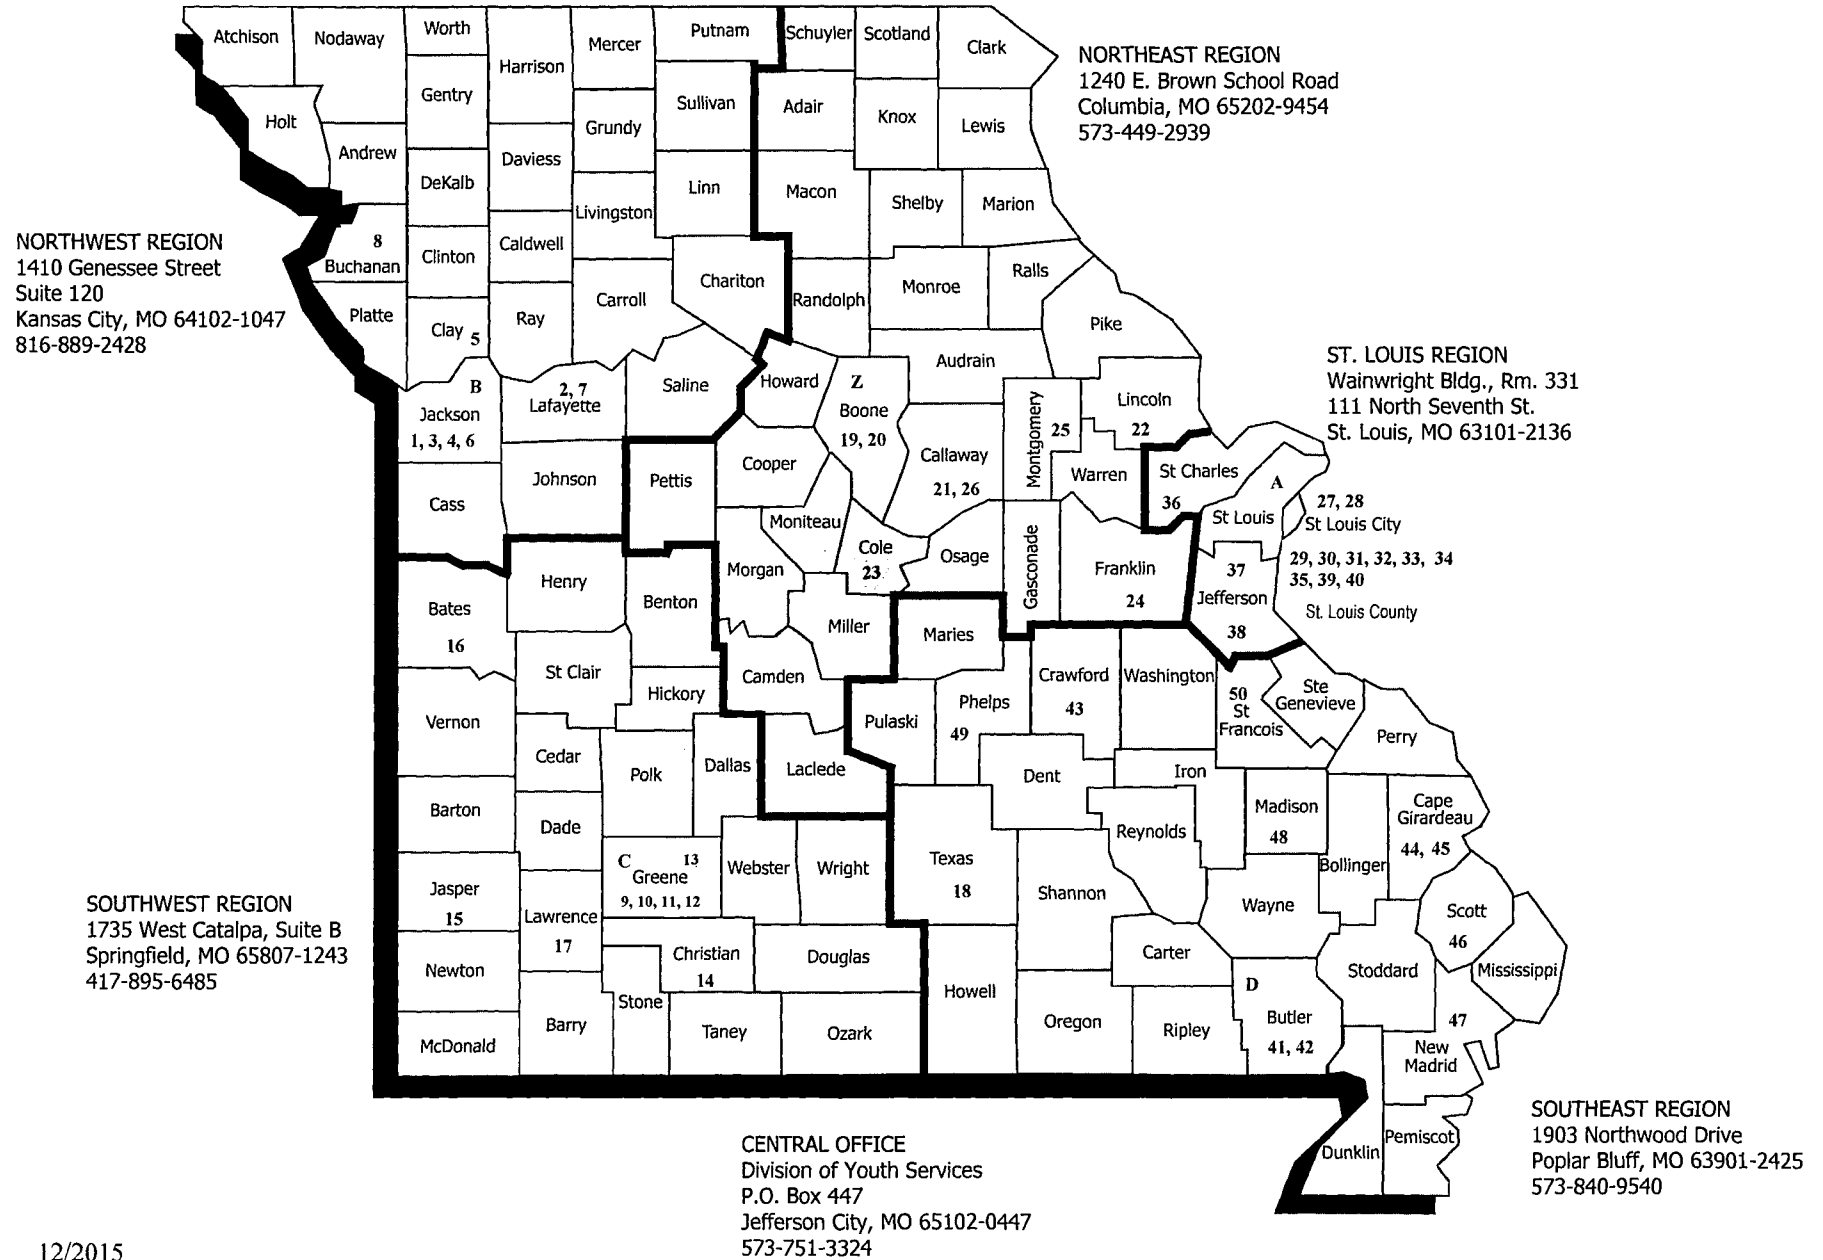 Atchison
Nodaway
Worth
Harrison
Mercer
Putnam
Schuyler
Scotland
Clark
Gentry
Holt
Andrew
DeKalb
Daviess
Grundy
Sullivan
Adair
Knox
Lewis
NORTHEAST REGION
1240 E. Brown School Road
Columbia, MO 65202-9454
573-449-2939
Livingston
Linn
Macon
Shelby
Marion
NORTHWEST REGION
1410 Genessee Street
Suite 120
Kansas City, MO 64102-1047
816-889-2428
8
Buchanan
Clinton
Caldwell
Chariton
Randolph
Monroe
Ralls
Platte
Clay 5
Ray
Carroll
Pike
Audrain
B
Jackson
1, 3, 4, 6
2, 7
Lafayette
Saline
Howard
Z
Boone
19, 20
Callaway
21, 26
Montgomery
25
Lincoln
22
Warren
ST. LOUIS REGION
Wainwright Bldg., Rm. 331
111 North Seventh St.
St. Louis, MO 63101-2136
Cass
Johnson
Pettis
Cooper
Moniteau
St Charles
36
A
St Louis
27, 28
St Louis City
29, 30, 31, 32, 33, 34
35, 39, 40
St. Louis County
Bates
16
Henry
Benton
Morgan
Cole
23
Osage
Gasconade
Franklin
24
37
Jefferson
38
Miller
Maries
St Clair
Hickory
Camden
Pulaski
Phelps
49
Crawford
43
Washington
50
St
Francois
Ste
Genevieve
Perry
Vernon
Cedar
Polk
Dallas
Laclede
Dent
Iron
Madison
48
Bollinger
Cape
Girardeau
44, 45
Barton
Dade
Reynolds
SOUTHWEST REGION
1735 West Catalpa, Suite B
Springfield, MO 65807-1243
417-895-6485
Jasper
15
Lawrence
17
C 13
Greene
9, 10, 11, 12
Webster
Wright
Texas
18
Shannon
Wayne
Scott
46
Newton
Christian
14
Douglas
Howell
Carter
Stoddard
Mississippi
McDonald
Barry
Stone
Taney
Ozark
Oregon
Ripley
D
Butler
41, 42
47
New
Madrid
Dunklin
Pemiscot
SOUTHEAST REGION
1903 Northwood Drive
Poplar Bluff, MO 63901-2425
573-840-9540
CENTRAL OFFICE
Division of Youth Services
P.O. Box 447
Jefferson City, MO 65102-0447
573-751-3324
12/2015